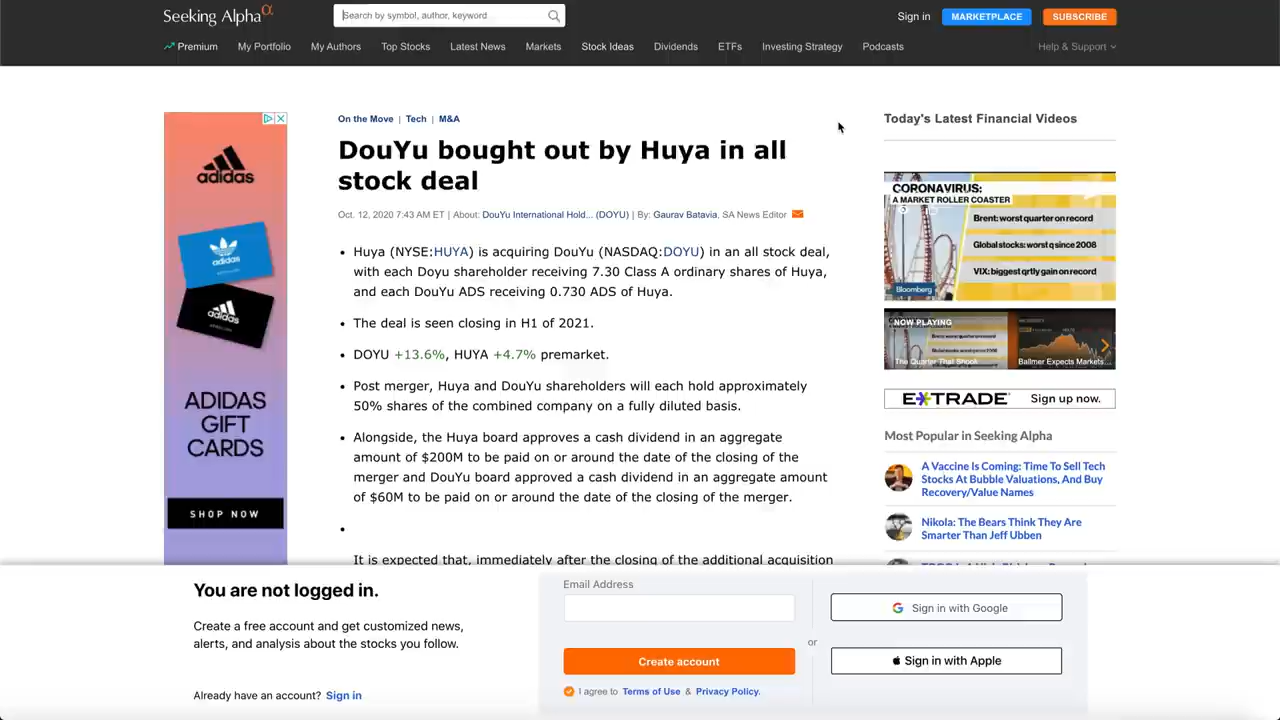 Seeking Alpha α
Search by symbol, author, keyword
Sign in
MARKETPLACE
SUBSCRIBE
Premium
My Portfolio
My Authors
Top Stocks
Latest News
Markets
Stock Ideas
Dividends
ETFs
Investing Strategy
Podcasts
Help & Support
adidas
adidas
ADIDAS
GIFT
CARDS
SHOP NOW
On the Move | Tech | M&A
DouYu bought out by Huya in all
stock deal
Oct. 12, 2020 7:43 AM ET | About: DouYu International Hold... (DOYU) | By: Gaurav Batavia, SA News Editor
• Huya (NYSE:HUYA) is acquiring DouYu (NASDAQ:DOYU) in an all stock deal,
with each Doyu shareholder receiving 7.30 Class A ordinary shares of Huya,
and each DouYu ADS receiving 0.730 ADS of Huya.
• The deal is seen closing in H1 of 2021.
• DOYU +13.6%, HUYA +4.7% premarket.
• Post merger, Huya and DouYu shareholders will each hold approximately
50% shares of the combined company on a fully diluted basis.
• Alongside, the Huya board approves a cash dividend in an aggregate
amount of $200M to be paid on or around the date of the closing of the
merger and DouYu board approved a cash dividend in an aggregate amount
of $60M to be paid on or around the date of the closing of the merger.
•
It is expected that, immediately after the closing of the additional acquisition
Today's Latest Financial Videos
CORONAVIRUS:
A MARKET ROLLER COASTER
Brent: worst quarter on record
Global stocks: worst q since 2008
VIX: biggest qrtly gain on record
Bloomberg
NOW PLAYING
The Quarter That Shook
Ballmer Expects Markets...
E*TRADE Sign up now.
Most Popular in Seeking Alpha
A Vaccine Is Coming: Time To Sell Tech
Stocks At Bubble Valuations, And Buy
Recovery/Value Names
Nikola: The Bears Think They Are
Smarter Than Jeff Ubben
You are not logged in.
Create a free account and get customized news,
alerts, and analysis about the stocks you follow.
Already have an account? Sign in
Email Address
Create account
I agree to Terms of Use & Privacy Policy.
or
Sign in with Google
Sign in with Apple